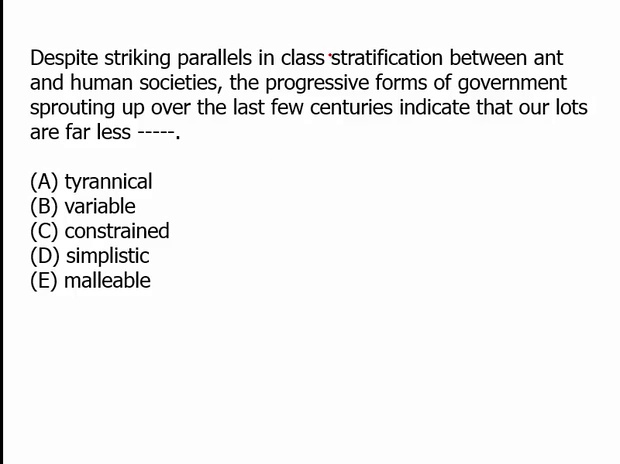 Despite striking parallels in class stratification between ant
and human societies, the progressive forms of government
sprouting up over the last few centuries indicate that our lots
are far less -----.
(A) tyrannical
(B) variable
(C) constrained
(D) simplistic
(E) malleable